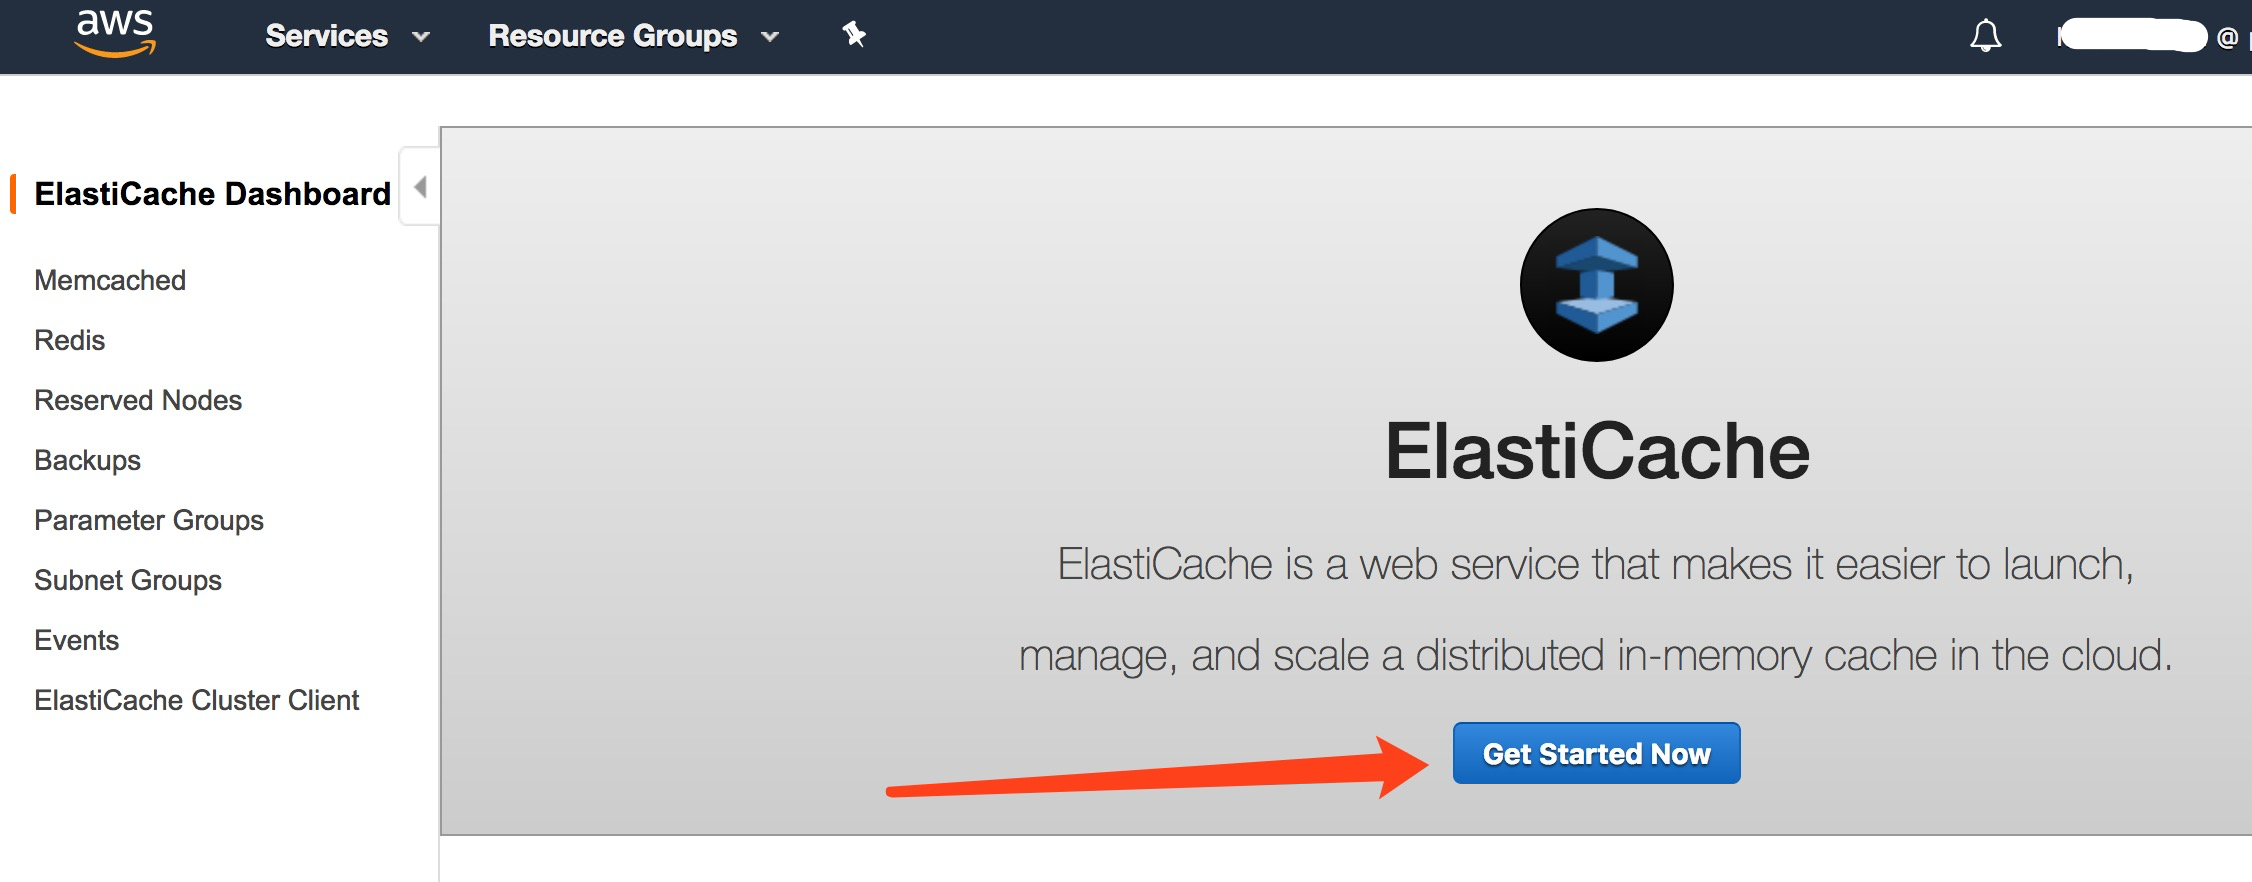 aws
Services
Resource Groups
@
ElastiCache Dashboard
Memcached
Redis
Reserved Nodes
Backups
Parameter Groups
Subnet Groups
Events
ElastiCache Cluster Client
ElastiCache
ElastiCache is a web service that makes it easier to launch,
manage, and scale a distributed in-memory cache in the cloud.
Get Started Now